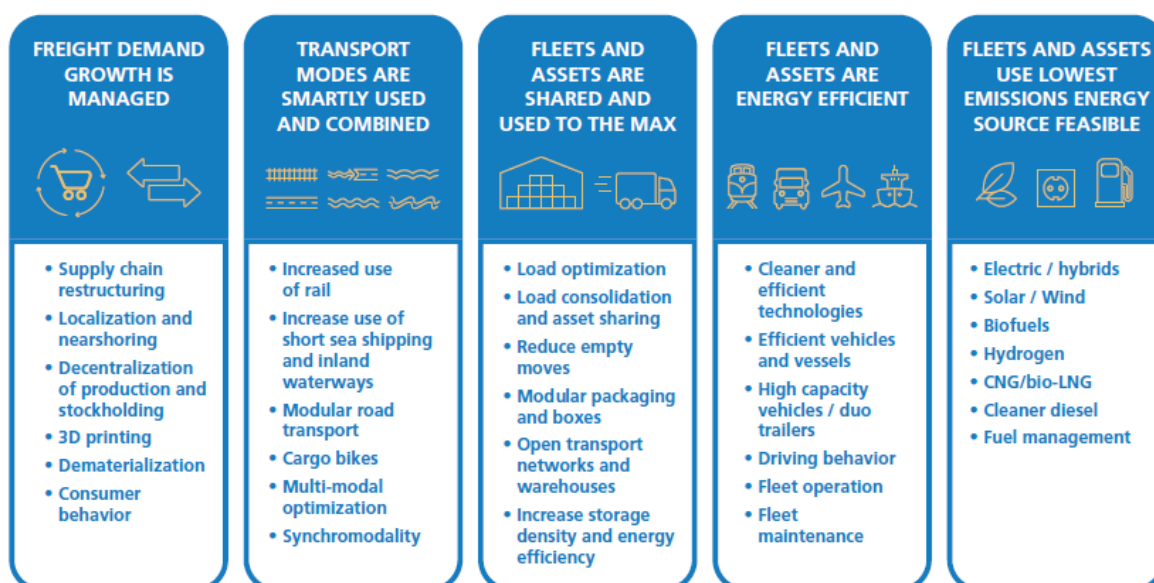 FREIGHT DEMAND
GROWTH IS
MANAGED
• Supply chain
restructuring
• Localization and
nearshoring
• Decentralization
of production and
stockholding
• 3D printing
• Dematerialization
• Consumer
behavior
TRANSPORT
MODES ARE
SMARTLY USED
AND COMBINED
• Increased use
of rail
• Increase use of
short sea shipping
and inland
waterways
• Modular road
transport
• Cargo bikes
• Multi-modal
optimization
• Synchromodality
FLEETS AND
ASSETS ARE
SHARED AND
USED TO THE MAX
• Load optimization
• Load consolidation
and asset sharing
• Reduce empty
moves
• Modular packaging
and boxes
• Open transport
networks and
warehouses
• Increase storage
density and energy
efficiency
FLEETS AND
ASSETS ARE
ENERGY EFFICIENT
• Cleaner and
efficient
technologies
• Efficient vehicles
and vessels
• High capacity
vehicles / duo
trailers
• Driving behavior
• Fleet operation
• Fleet
maintenance
FLEETS AND ASSETS
USE LOWEST
EMISSIONS ENERGY
SOURCE FEASIBLE
• Electric / hybrids
• Solar / Wind
• Biofuels
• Hydrogen
• CNG/bio-LNG
• Cleaner diesel
• Fuel management